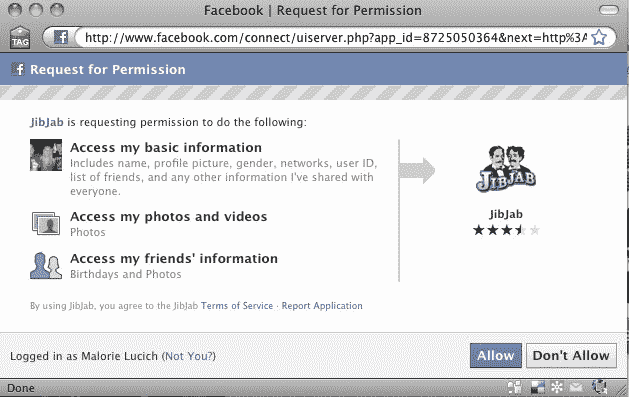 Facebook | Request for Permission
TAG
http://www.facebook.com/connect/uiserver.php?app_id=8725050364&next=http%3A
Request for Permission
JibJab is requesting permission to do the following:
Access my basic information
Includes name, profile picture, gender, networks, user ID,
list of friends, and any other information I've shared with
everyone.
Access my photos and videos
Photos
Access my friends' information
Birthdays and Photos
JIBJAB
JibJab
By using JibJab, you agree to the JibJab Terms of Service · Report Application
Logged in as Malorie Lucich (Not You?)
Allow
Don't Allow
Done